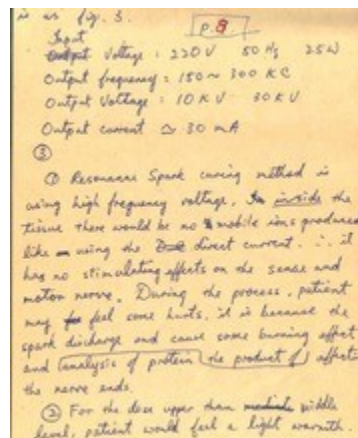 is as fig. 3.
P.8
Input
Output Voltage : 220V 50 Hz 25W
Output frequency : 150 ~ 300 KC
Output Voltage : 10KV 30KV
Output current ≃ 30 mA
③
① Resonance Spark curing method is
using high frequency voltage. In inside the
tissue there would be no mobile ions produced
like using the direct current. ∴ it
has no stimulating effects on the sense and
motor nerve. During the process, patient
may feel some hurts, it is because the
spark discharge and cause some burning effect
and (analysis of protein) the product of affects
the nerve ends.
② For the dose upper than mediate middle
level, patient would feel a light warmth.